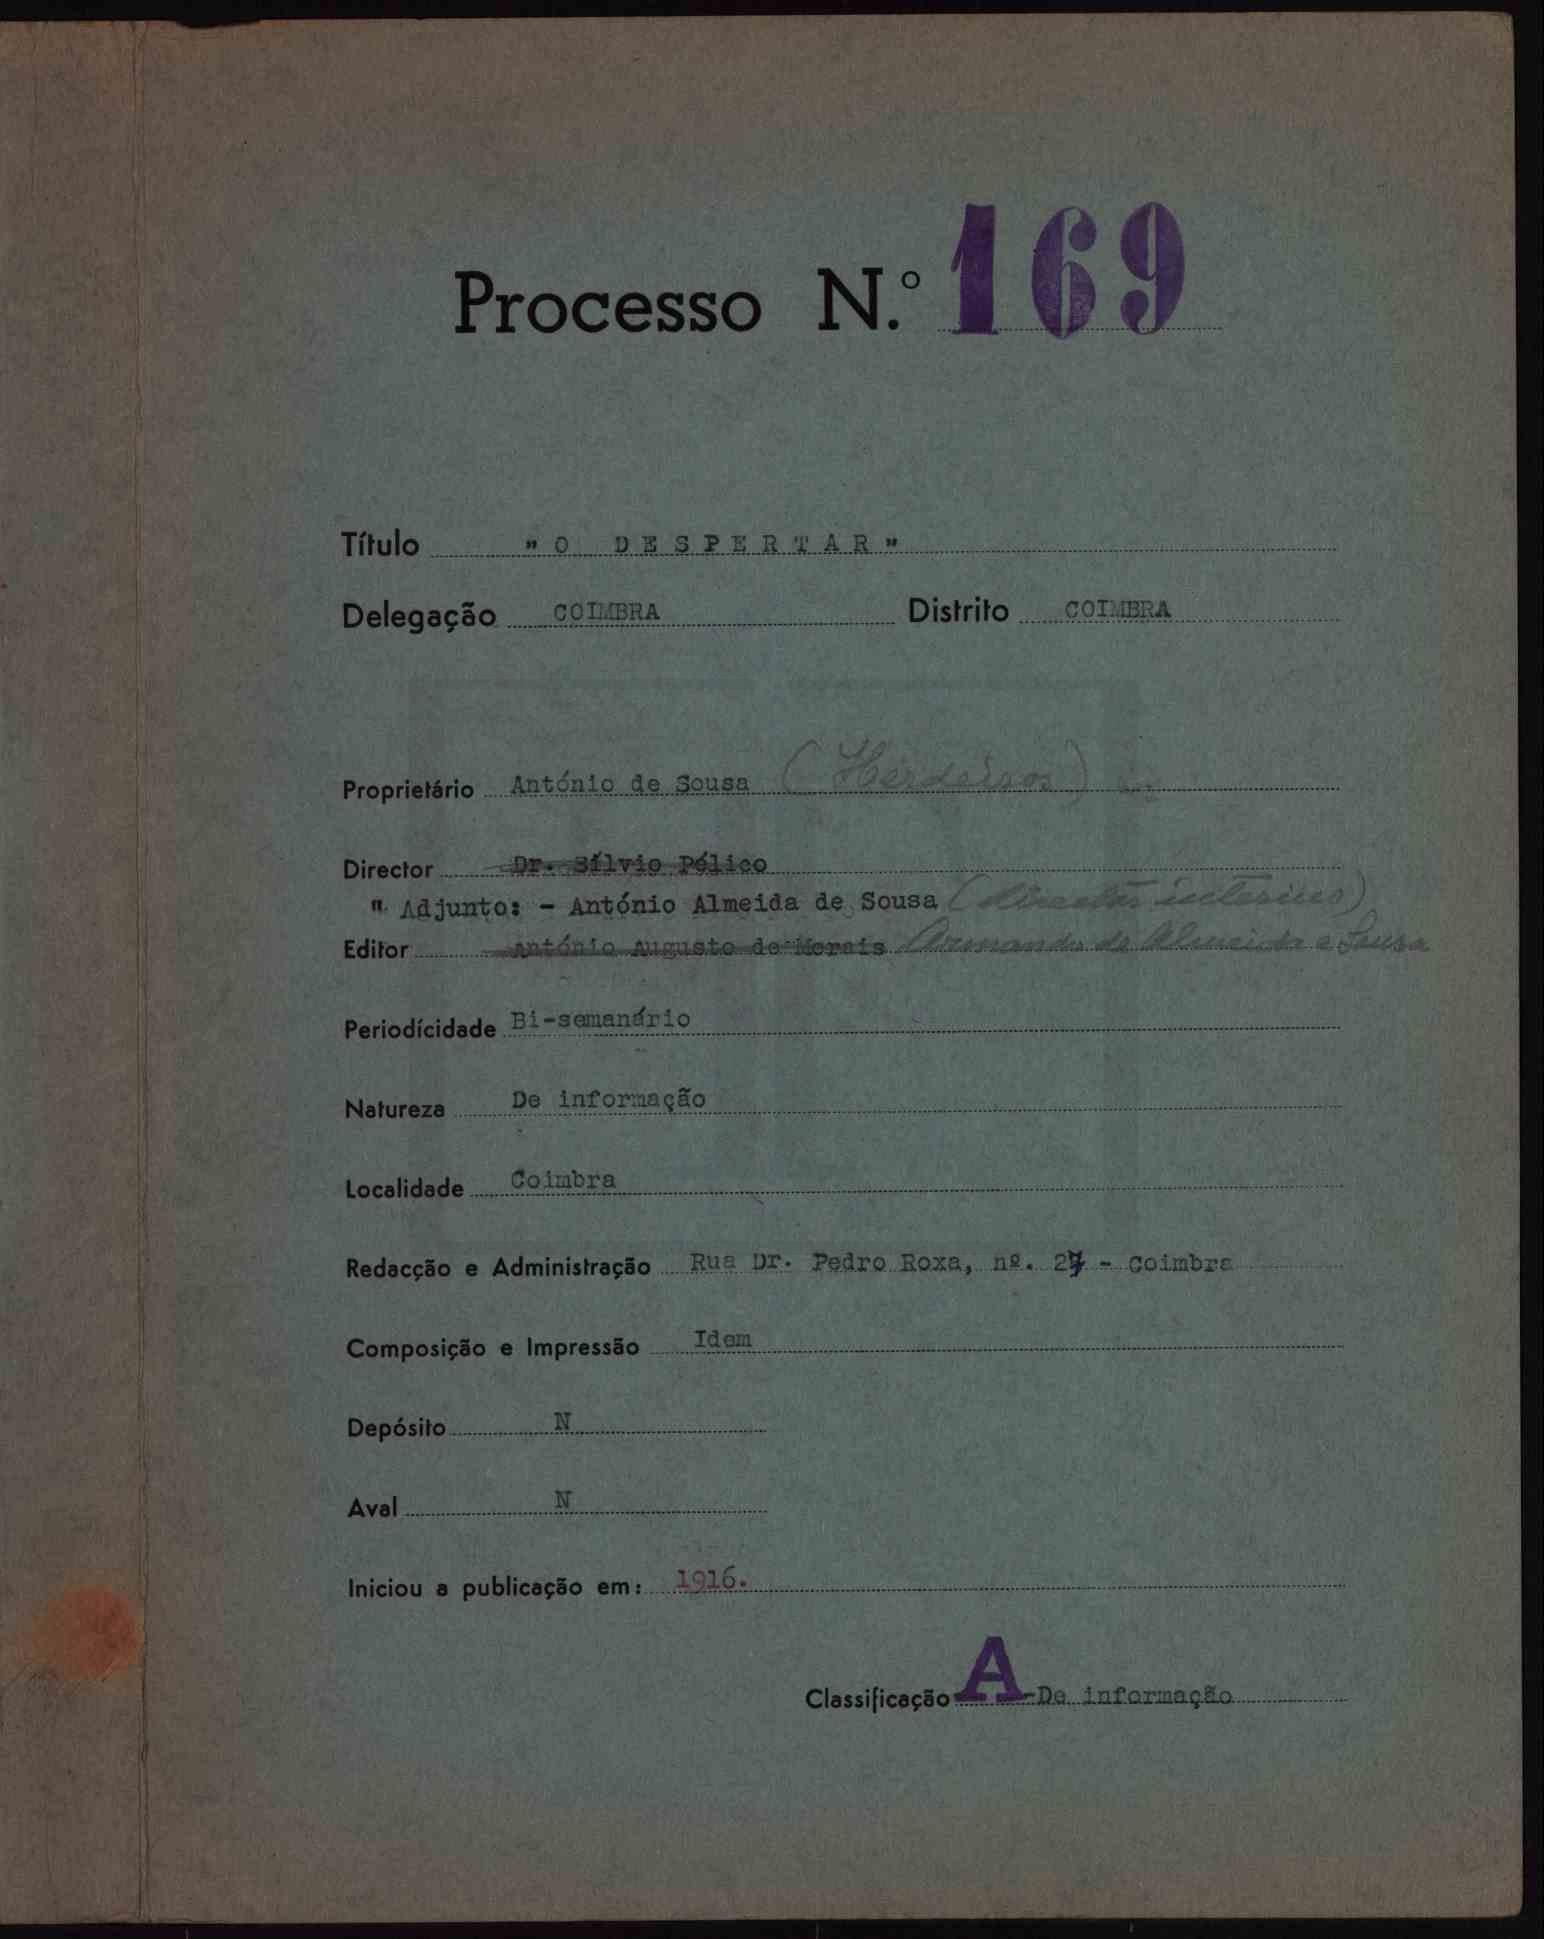 Processo N.º 169
Título " O DESPERTAR "
Delegação COIMBRA Distrito COIMBRA
Proprietário António de Sousa (Herdeiros)
Director Dr. Sílvio Pélico
" Adjunto: - António Almeida de Sousa (director interino)
Editor António Augusto de Morais Armando de Almeida e Sousa
Periodícidade Bi-semanário
Natureza De informação
Localidade Coimbra
Redacção e Administração Rua Dr. Pedro Roxa, nº. 27 - Coimbra
Composição e Impressão Idem
Depósito N
Aval N
Iniciou a publicação em: 1916.
Classificação A -De informação